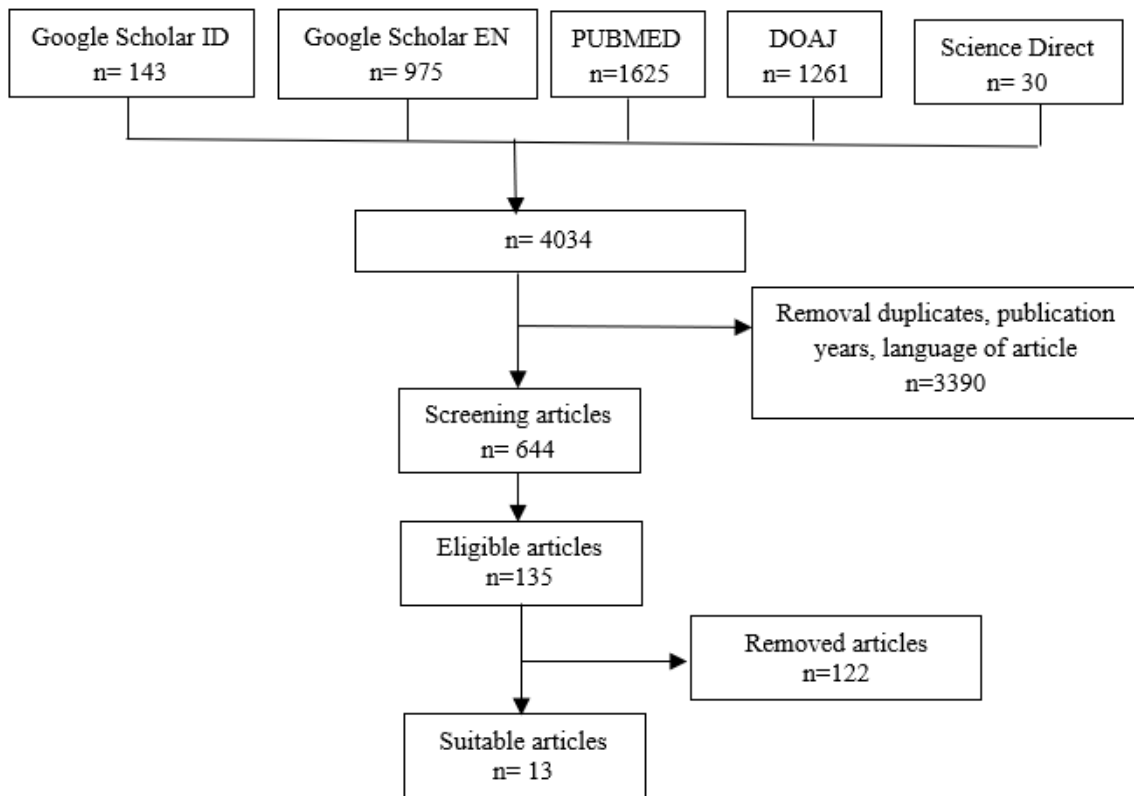 Google Scholar ID
n= 143
Google Scholar EN
n= 975
PUBMED
n=1625
DOAJ
n= 1261
Science Direct
n= 30
n= 4034
Removal duplicates, publication
years, language of article
n=3390
Screening articles
n= 644
Eligible articles
n=135
Removed articles
n=122
Suitable articles
n= 13